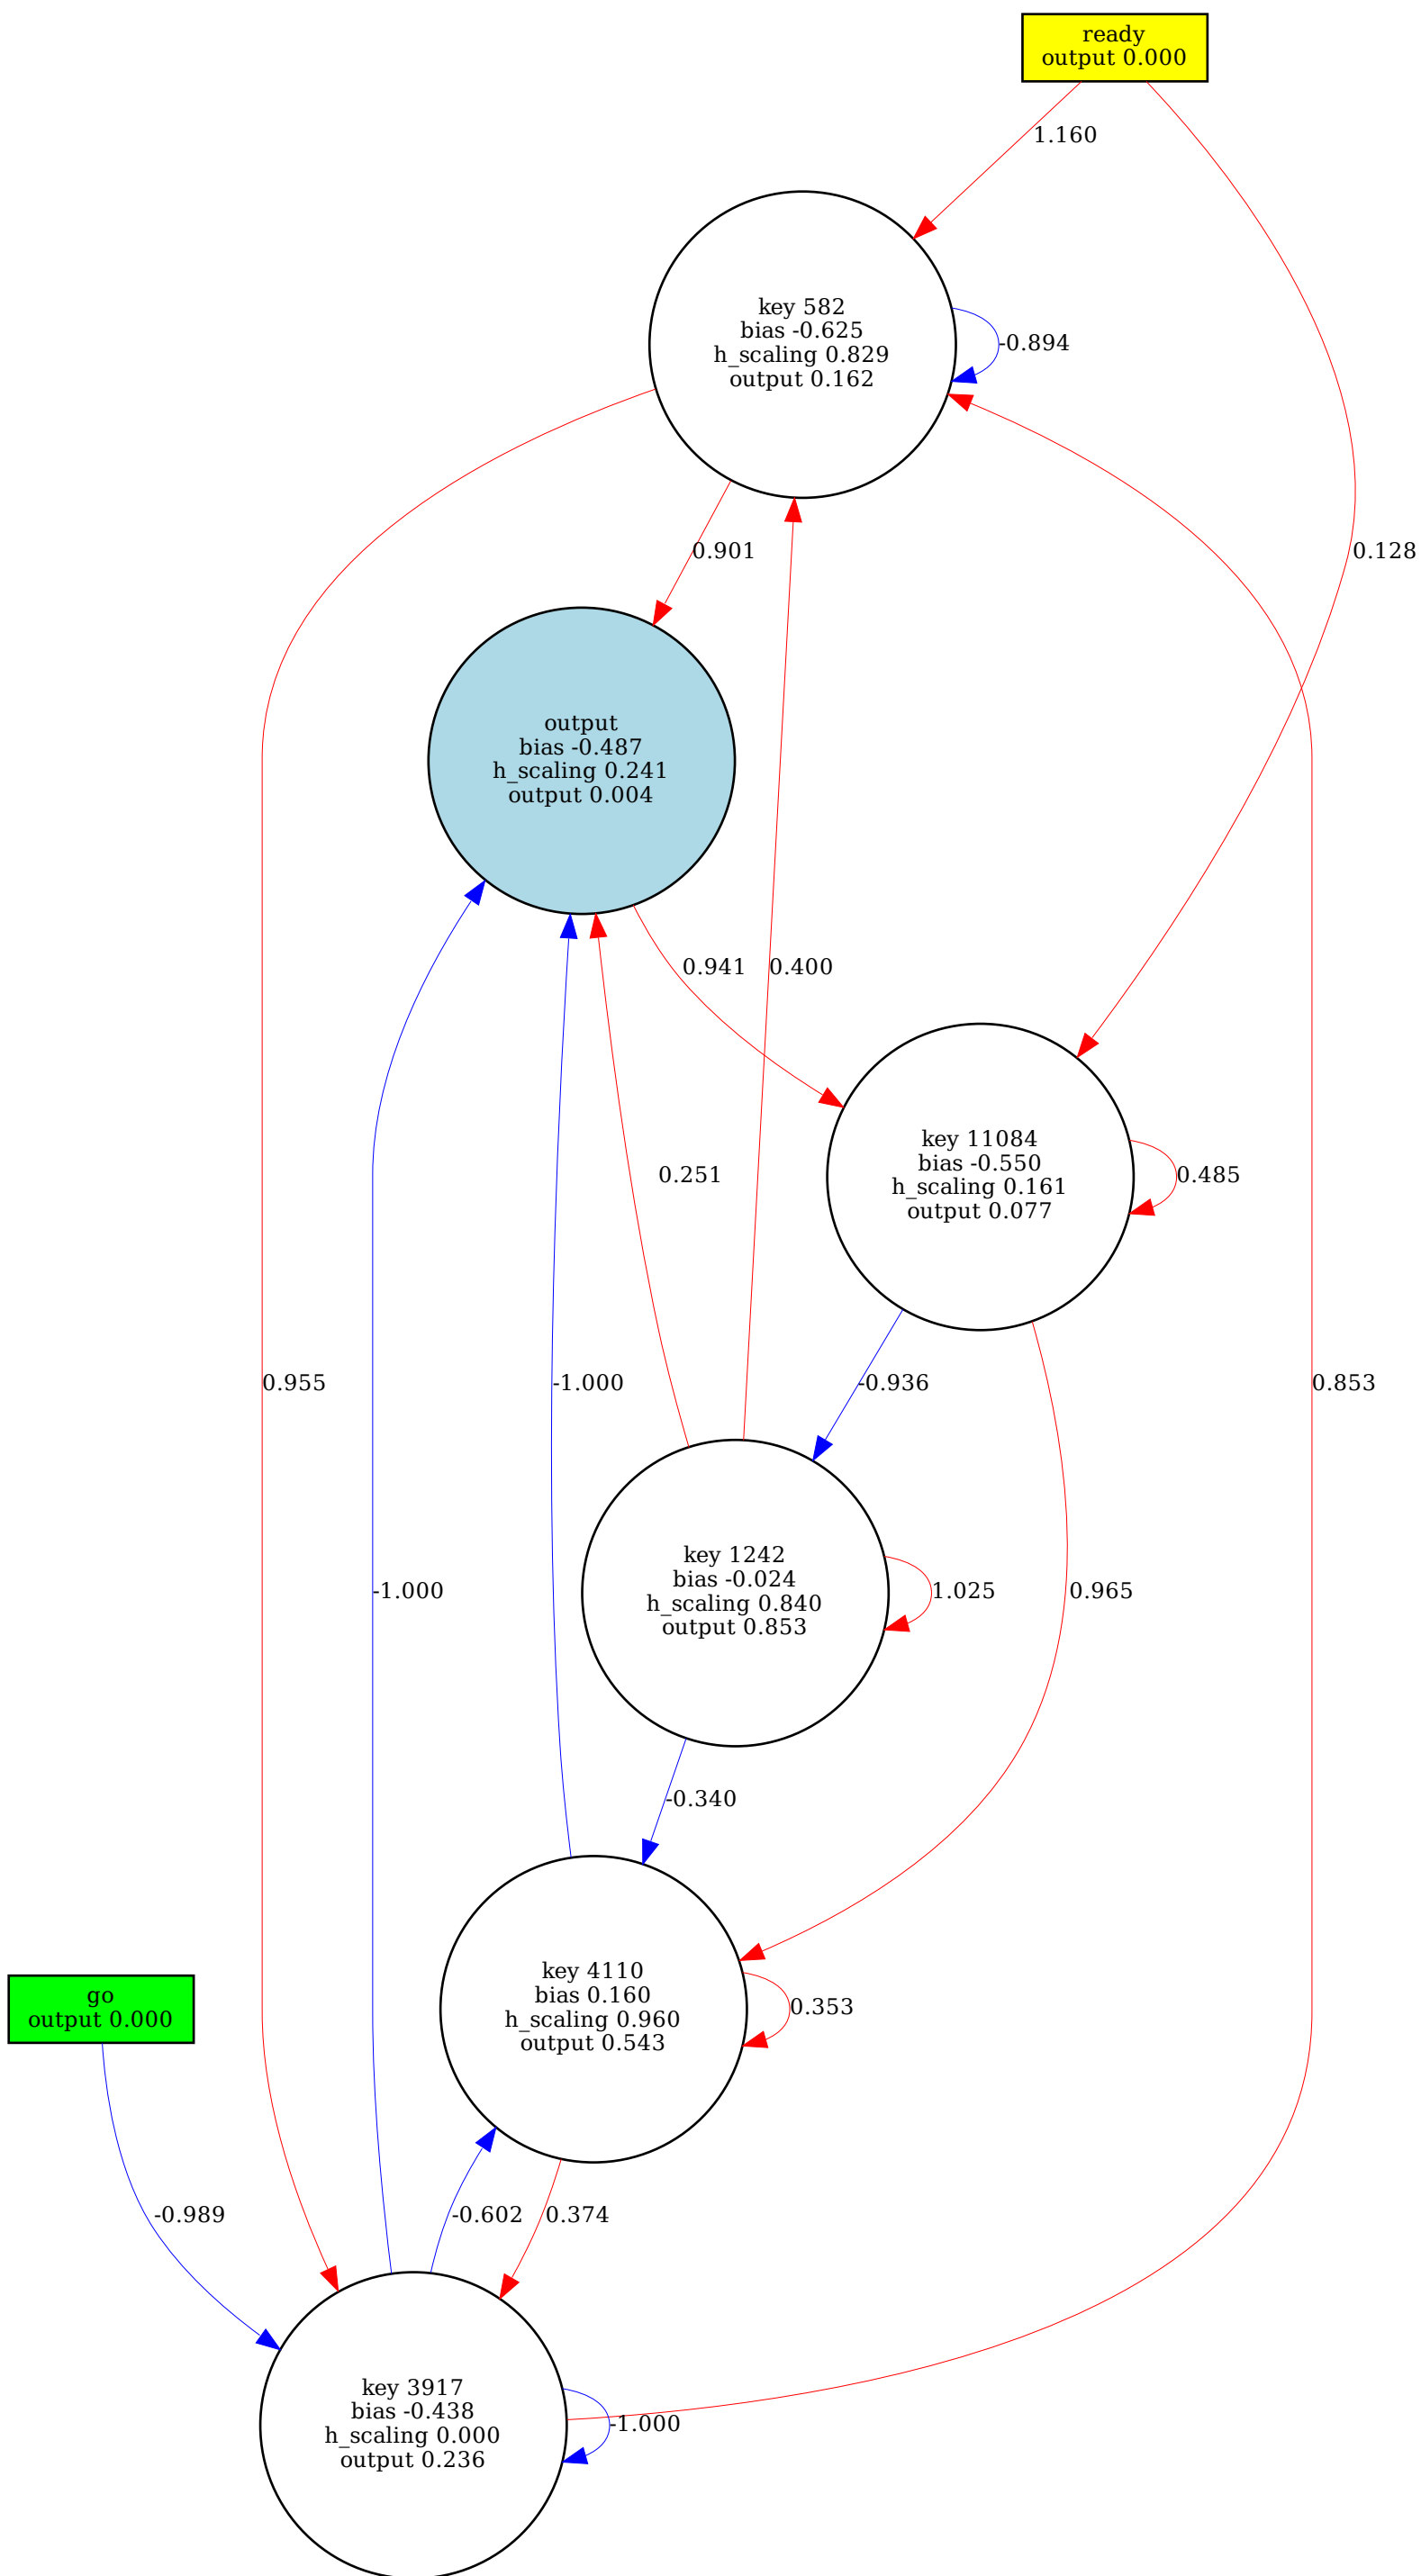 ready
output 0.000
1.160
key 582
bias -0.625
h_scaling 0.829
output 0.162
-0.894
0.901
0.128
output
bias -0.487
h_scaling 0.241
output 0.004
0.941
0.400
key 11084
bias -0.550
h_scaling 0.161
output 0.077
0.251
0.485
0.955
-1.000
-0.936
0.853
key 1242
bias -0.024
h_scaling 0.840
output 0.853
-1.000
1.025
0.965
-0.340
key 4110
bias 0.160
h_scaling 0.960
output 0.543
go
output 0.000
0.353
-0.989
-0.602
0.374
key 3917
bias -0.438
h_scaling 0.000
output 0.236
-1.000